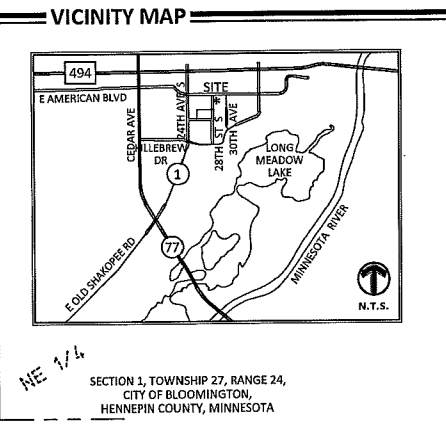 VICINITY MAP
494
E AMERICAN BLVD
SITE
*
CEDAR AVE
24TH AVE S
28TH ST S
30TH AVE
ILLEBREW
DR
LONG
MEADOW
LAKE
1
77
E OLD SHAKOPEE RD
MINNESOTA RIVER
N.T.S.
NE 1/4
SECTION 1, TOWNSHIP 27, RANGE 24,
CITY OF BLOOMINGTON,
HENNEPIN COUNTY, MINNESOTA